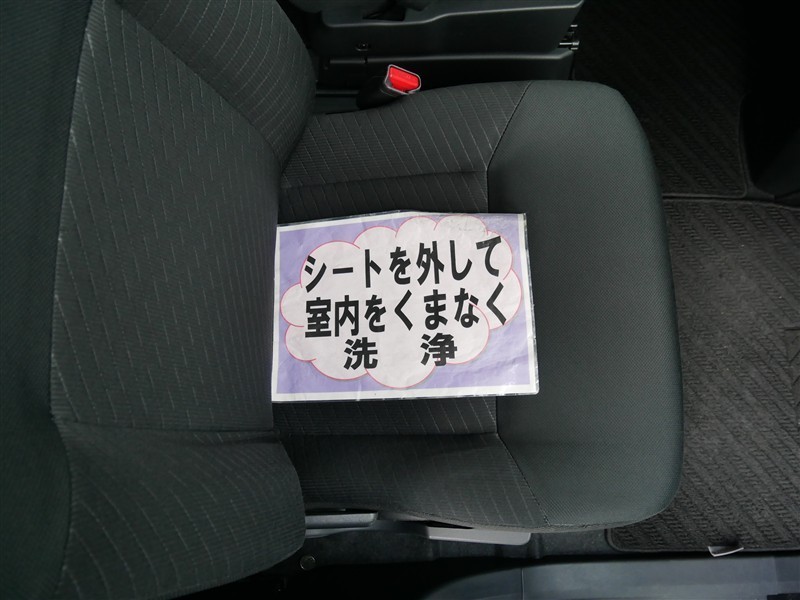 シートを外して
室内をくまなく
洗　浄